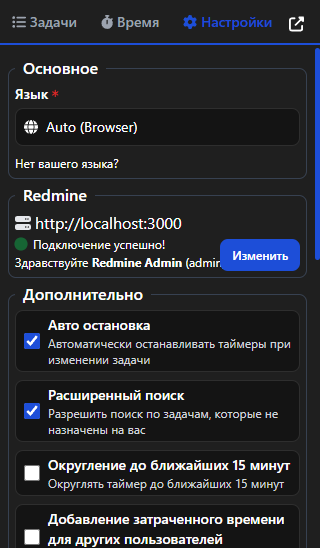 Задачи Время Настройки
Основное
Язык *
Auto (Browser)
Нет вашего языка?
Redmine
http://localhost:3000
Подключение успешно!
Здравствуйте Redmine Admin (admin
Изменить
Дополнительно
Авто остановка
Автоматически останавливать таймеры при
изменении задачи
Расширенный поиск
Разрешить поиск по задачам, которые не
назначены на вас
Округление до ближайших 15 минут
Округлять таймер до ближайших 15 минут
Добавление затраченного времени
для других пользователей